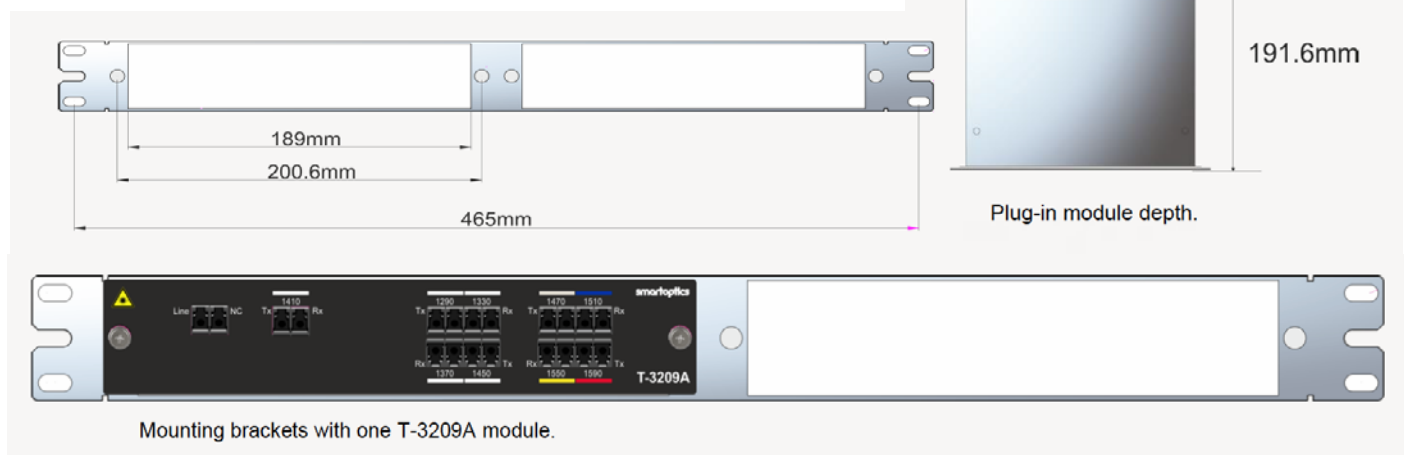 191.6mm
189mm
200.6mm
465mm
Plug-in module depth.
1410
1290 1330
1470 1510
smartoptics
Line NC Tx Rx Tx Rx Tx Rx
Rx Tx Rx Tx
1370 1450
1550 1590
T-3209A
Mounting brackets with one T-3209A module.